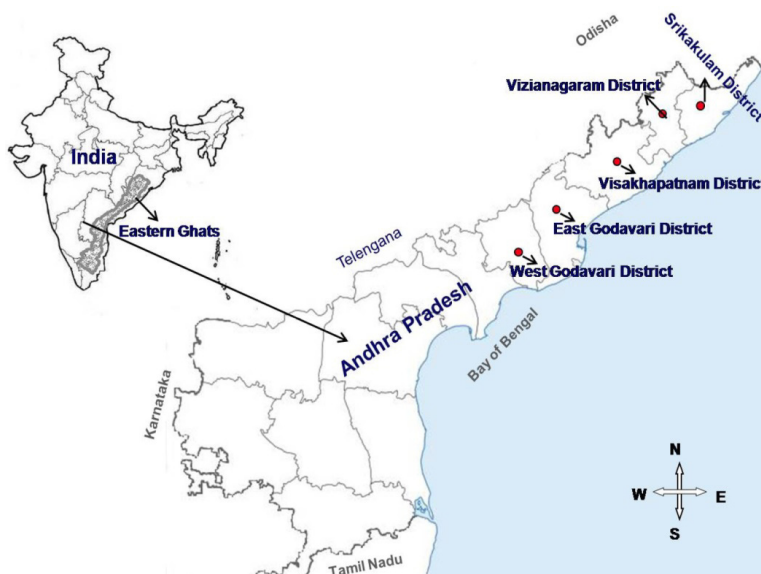 Odisha
Srikakulam District
Vizianagaram District
India
Visakhapatnam District
Eastern Ghats
East Godavari District
Telengana
West Godavari District
Andhra Pradesh
Bay of Bengal
Karnataka
N
W
E
S
Tamil Nadu